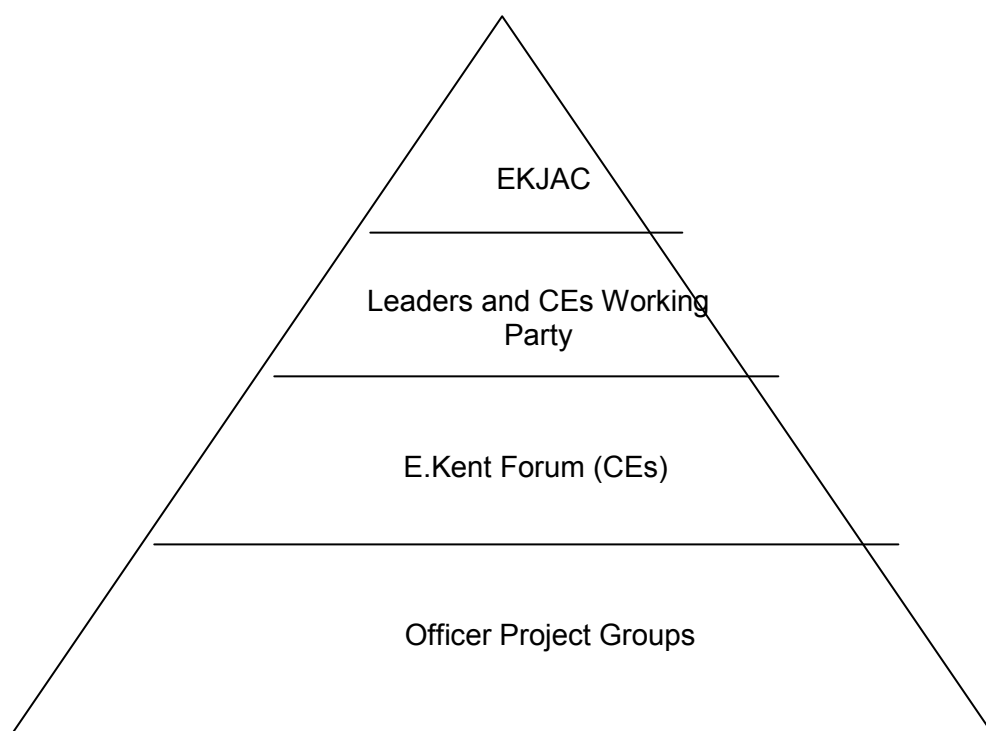 EKJAC
Leaders and CEs Working
Party
E.Kent Forum (CEs)
Officer Project Groups